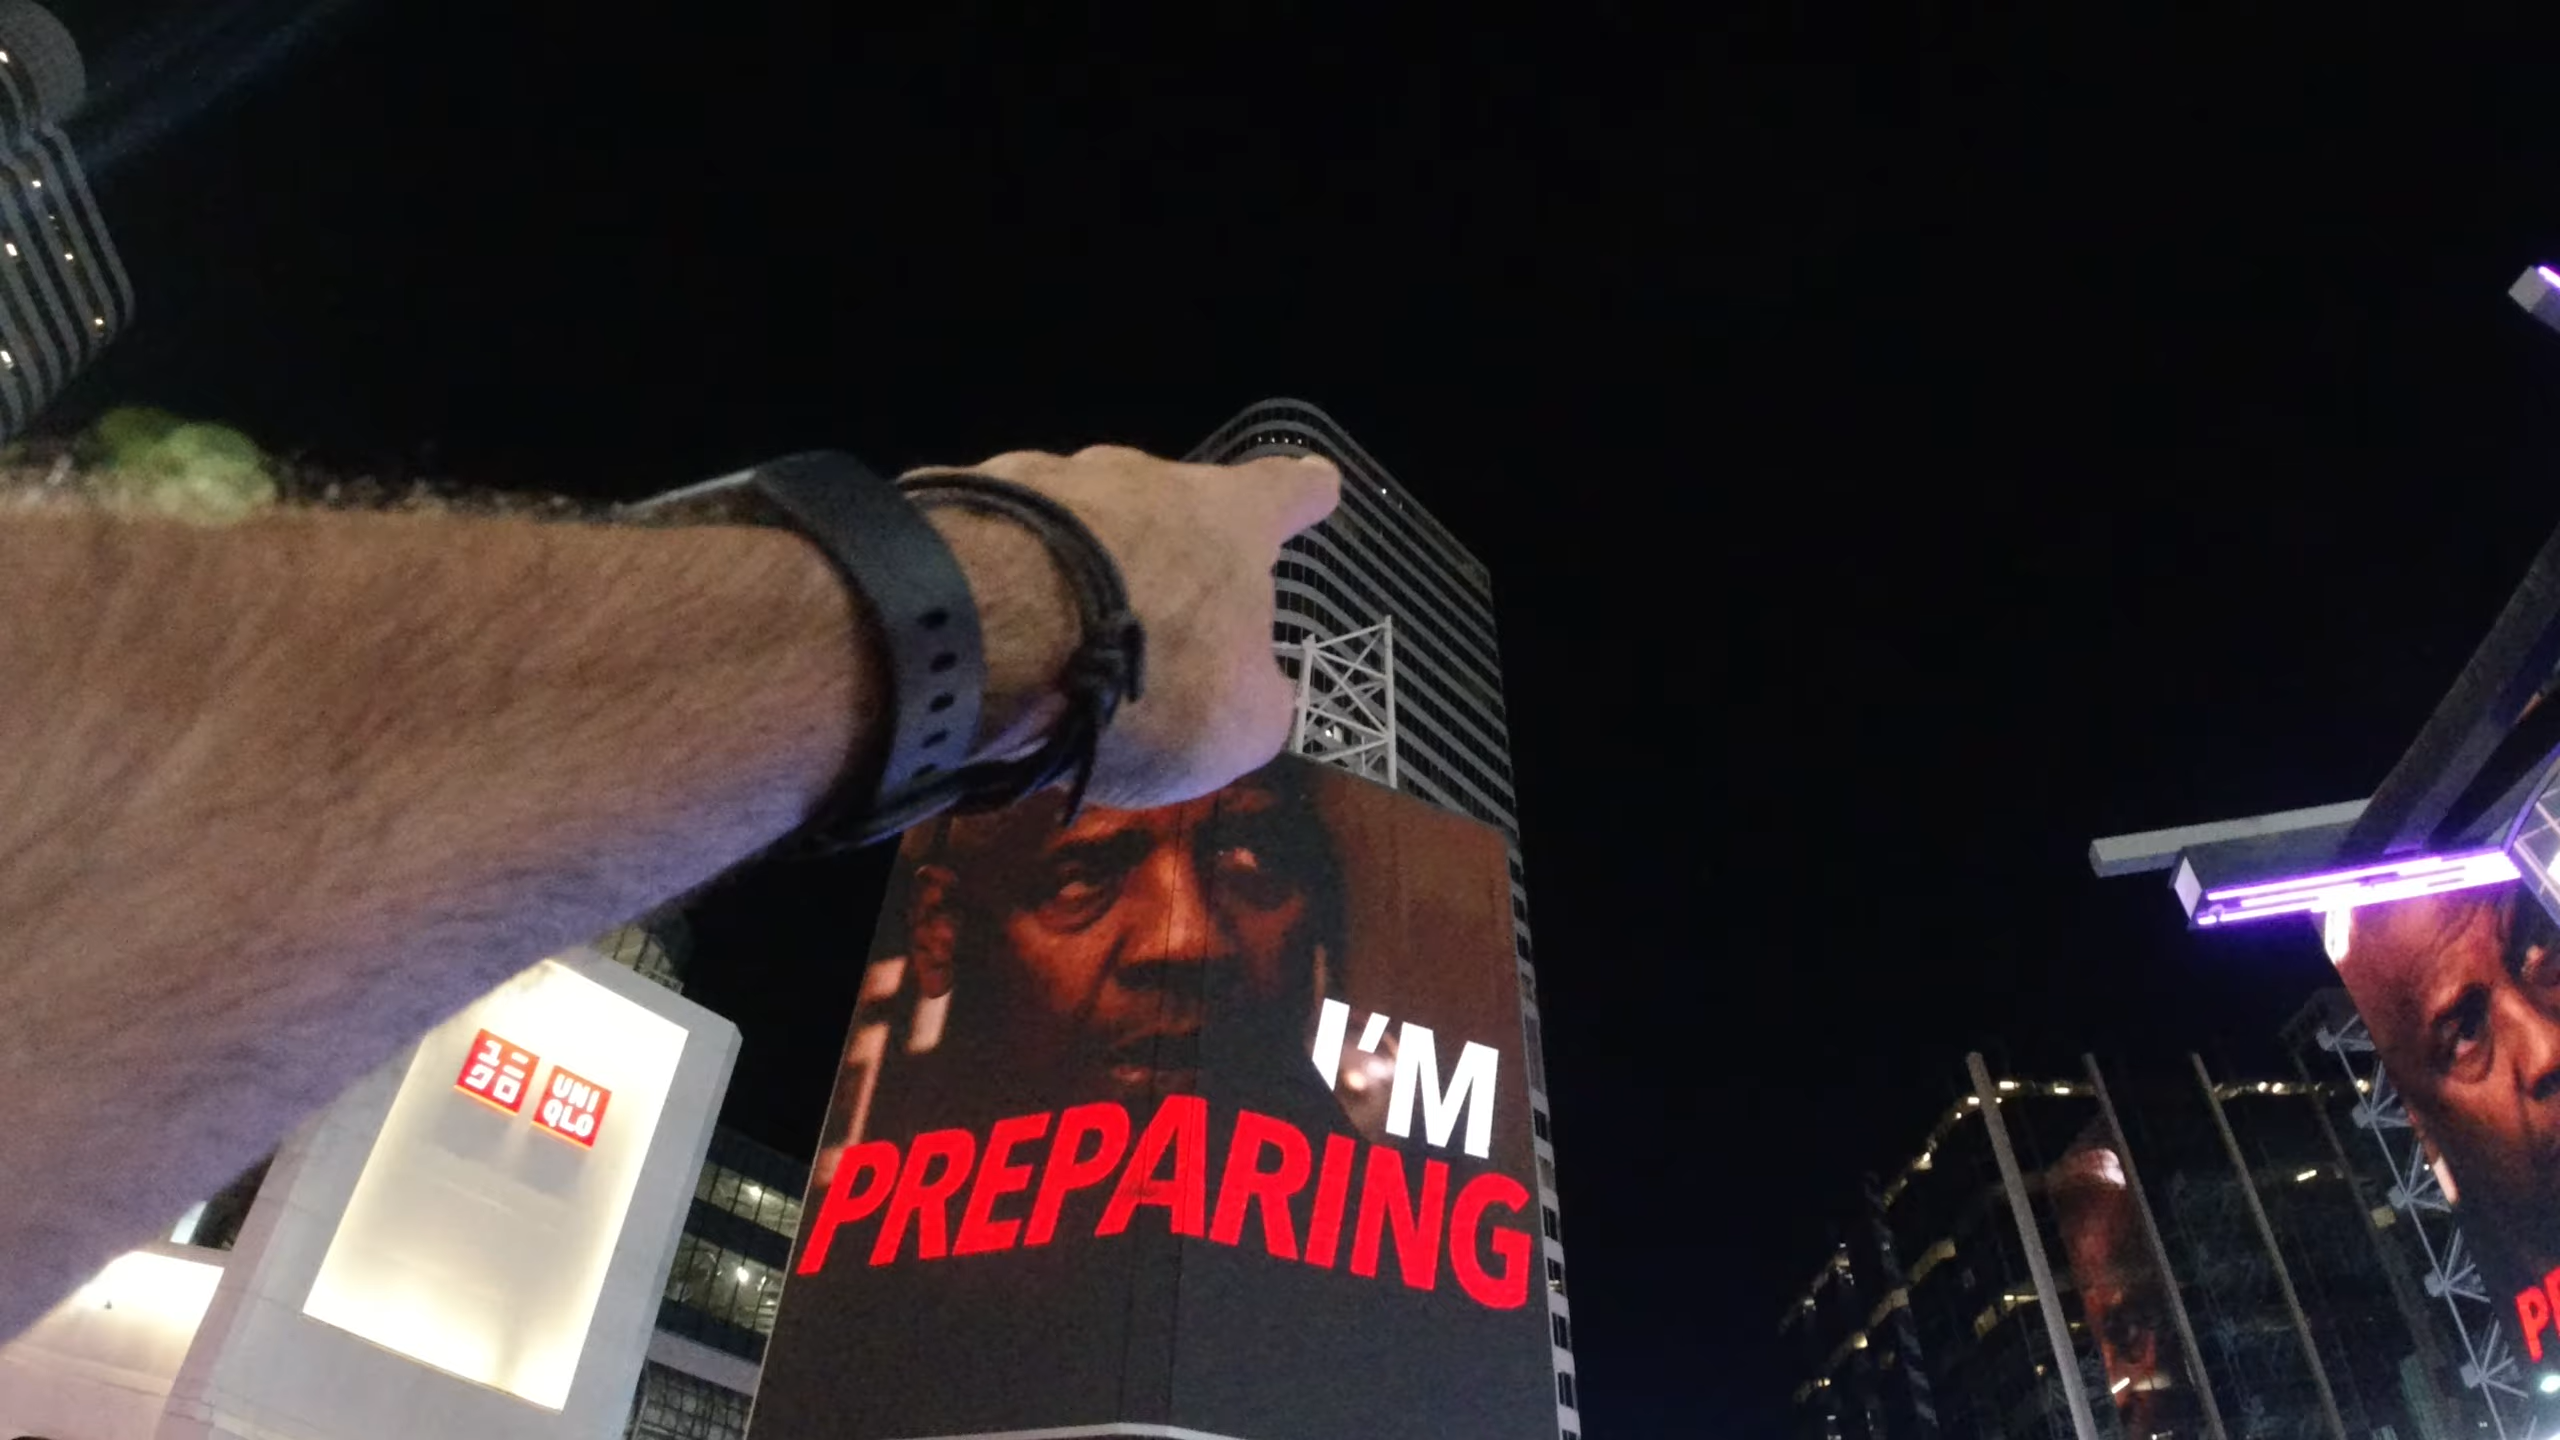 ユニ
クロ
UNI
QLO
I'M
PREPARING